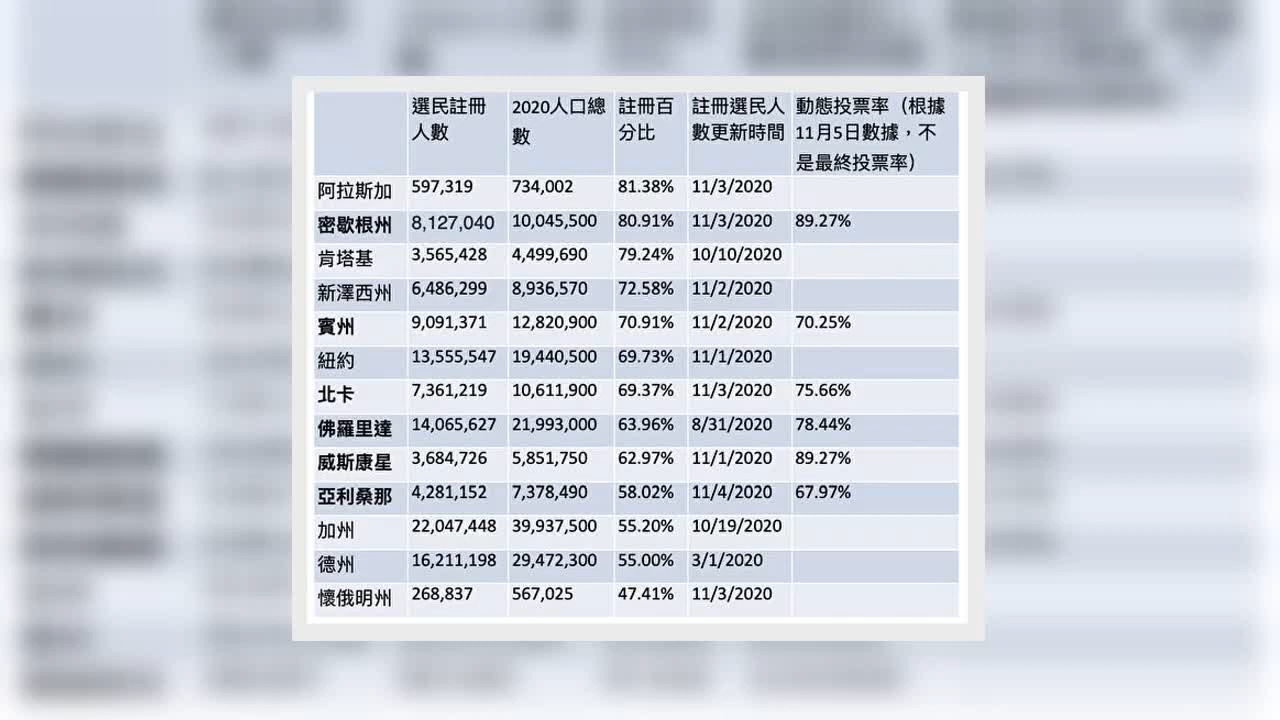 選民註冊人數 2020人口總數 註冊百分比 註冊選民人數更新時間 動態投票率（根據11月5日數據，不是最終投票率）
阿拉斯加 597,319 734,002 81.38% 11/3/2020
密歇根州 8,127,040 10,045,500 80.91% 11/3/2020 89.27%
肯塔基 3,565,428 4,499,690 79.24% 10/10/2020
新澤西州 6,486,299 8,936,570 72.58% 11/2/2020
賓州 9,091,371 12,820,900 70.91% 11/2/2020 70.25%
紐約 13,555,547 19,440,500 69.73% 11/1/2020
北卡 7,361,219 10,611,900 69.37% 11/3/2020 75.66%
佛羅里達 14,065,627 21,993,000 63.96% 8/31/2020 78.44%
威斯康星 3,684,726 5,851,750 62.97% 11/1/2020 89.27%
亞利桑那 4,281,152 7,378,490 58.02% 11/4/2020 67.97%
加州 22,047,448 39,937,500 55.20% 10/19/2020
德州 16,211,198 29,472,300 55.00% 3/1/2020
懷俄明州 268,837 567,025 47.41% 11/3/2020